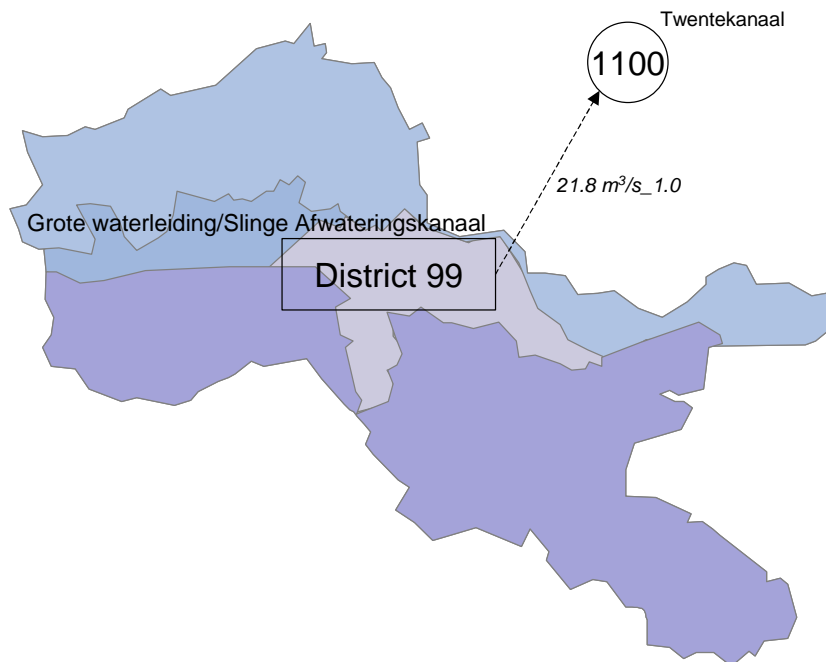 Twentekanaal
1100
21.8 m³/s_1.0
Grote waterleiding/Slinge Afwateringskanaal
District 99